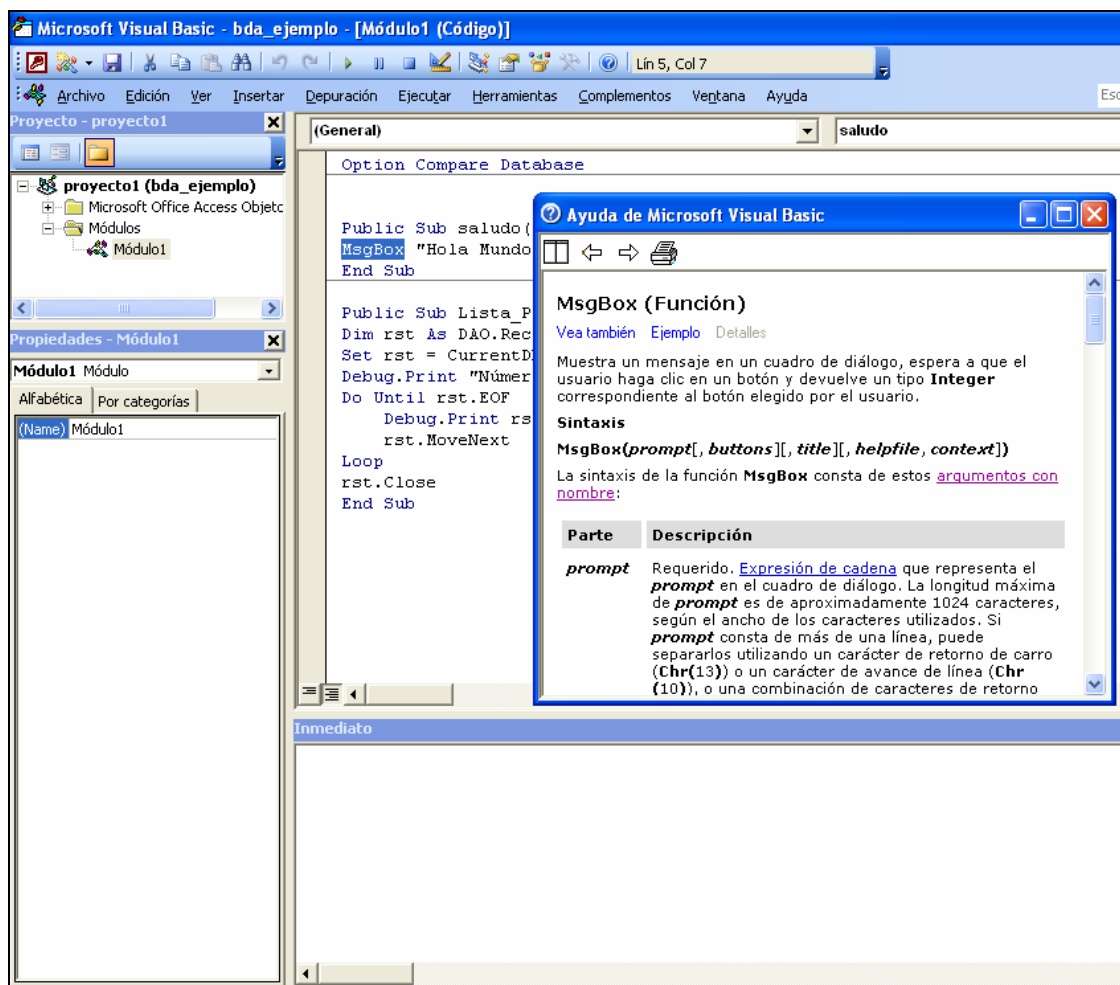 Microsoft Visual Basic - bda_ejemplo - [Módulo1 (Código)]
Lín 5, Col 7
Archivo Edición Ver Insertar Depuración Ejecutar Herramientas Complementos Ventana Ayuda
Proyecto - proyecto1
proyecto1 (bda_ejemplo)
Microsoft Office Access Objetc
Módulos
Módulo1
Propiedades - Módulo1
Módulo1 Módulo
Alfabética Por categorías
(Name) Módulo1
(General) saludo
Option Compare Database
Public Sub saludo(
MsgBox "Hola Mundo
End Sub
Public Sub Lista_P
Dim rst As DAO.Rec
Set rst = CurrentD
Debug.Print "Númer
Do Until rst.EOF
Debug.Print rs
rst.MoveNext
Loop
rst.Close
End Sub
Ayuda de Microsoft Visual Basic
MsgBox (Función)
Vea también Ejemplo Detalles
Muestra un mensaje en un cuadro de diálogo, espera a que el
usuario haga clic en un botón y devuelve un tipo Integer
correspondiente al botón elegido por el usuario.
Sintaxis
MsgBox(prompt[, buttons][, title][, helpfile, context])
La sintaxis de la función MsgBox consta de estos argumentos con
nombre:
Parte Descripción
prompt Requerido. Expresión de cadena que representa el
prompt en el cuadro de diálogo. La longitud máxima
de prompt es de aproximadamente 1024 caracteres,
según el ancho de los caracteres utilizados. Si
prompt consta de más de una línea, puede
separarlos utilizando un carácter de retorno de carro
(Chr(13)) o un carácter de avance de línea (Chr
(10)), o una combinación de caracteres de retorno
Inmediato